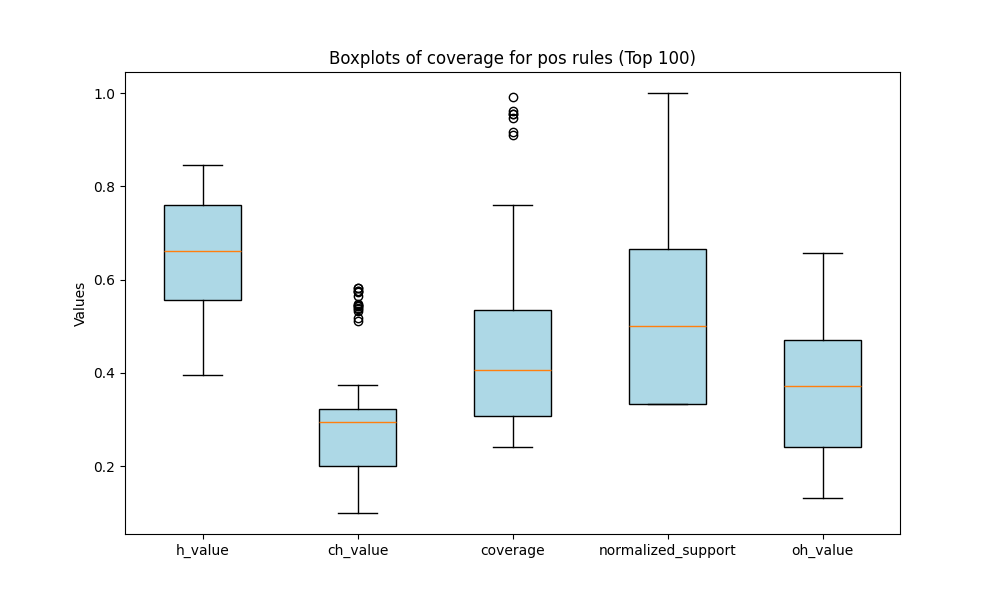 Boxplots of coverage for pos rules (Top 100)
1.0
0.8
0.6
0.4
0.2
Values
h_value
ch_value
coverage
normalized_support
oh_value